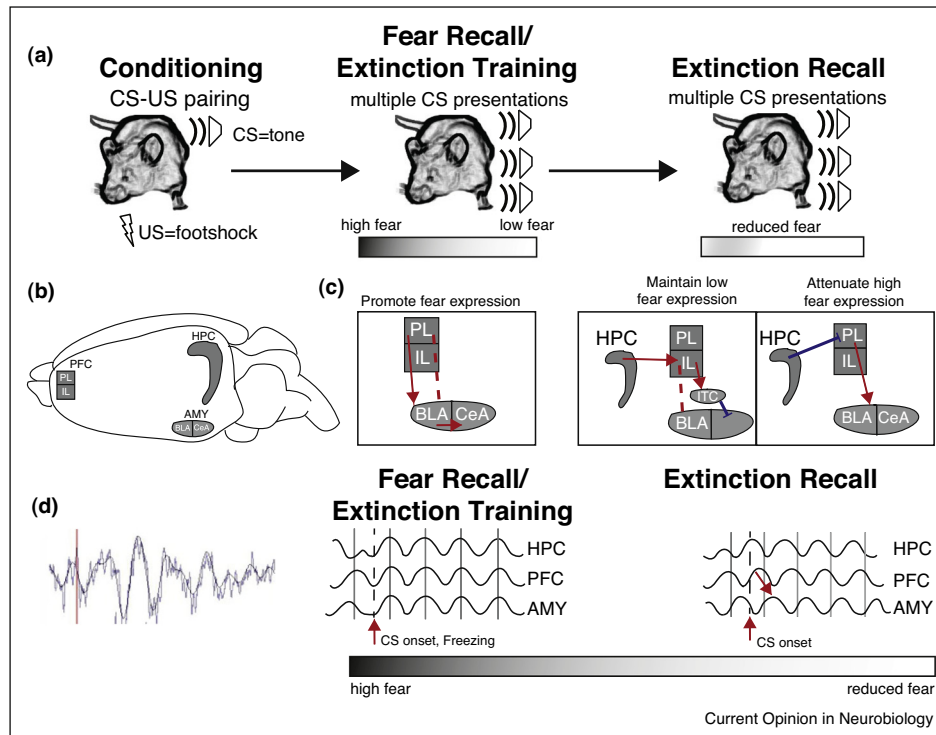 (a)
Conditioning
CS-US pairing
CS=tone
US=footshock
Fear Recall/
Extinction Training
multiple CS presentations
high fear
low fear
Extinction Recall
multiple CS presentations
reduced fear
(b)
PFC
PL
IL
HPC
AMY
BLA CeA
(c)
Promote fear expression
PL
IL
BLA CeA
Maintain low
fear expression
HPC
PL
IL
ITC
BLA
Attenuate high
fear expression
HPC
PL
IL
BLA CeA
(d)
Fear Recall/
Extinction Training
HPC
PFC
AMY
CS onset, Freezing
Extinction Recall
HPC
PFC
AMY
CS onset
high fear
reduced fear
Current Opinion in Neurobiology